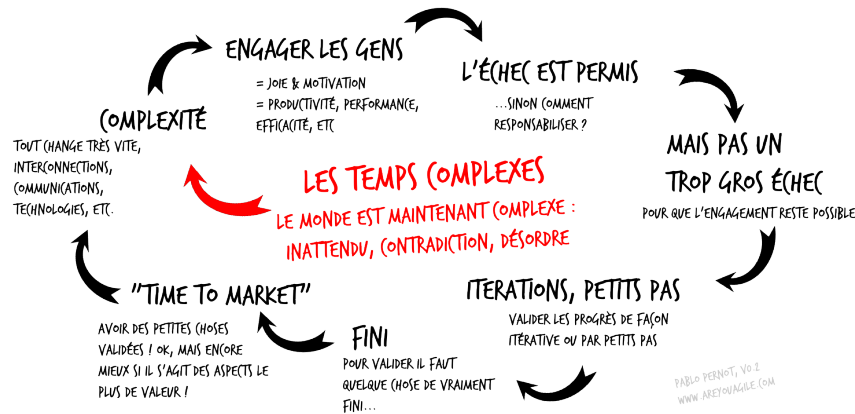 ENGAGER LES GENS
= JOIE & MOTIVATION
= PRODUCTIVITÉ, PERFORMANCE,
EFFICACITÉ, ETC
L'ÉCHEC EST PERMIS
...SINON COMMENT
RESPONSABILISER ?
MAIS PAS UN
TROP GROS ÉCHEC
POUR QUE L'ENGAGEMENT RESTE POSSIBLE
ITERATIONS, PETITS PAS
VALIDER LES PROGRÈS DE FAÇON
ITÉRATIVE OU PAR PETITS PAS
FINI
POUR VALIDER IL FAUT
QUELQUE CHOSE DE VRAIMENT
FINI...
"TIME TO MARKET"
AVOIR DES PETITES CHOSES
VALIDÉES ! OK, MAIS ENCORE
MIEUX SI IL S'AGIT DES ASPECTS LE
PLUS DE VALEUR !
COMPLEXITÉ
TOUT CHANGE TRÈS VITE,
INTERCONNECTIONS,
COMMUNICATIONS,
TECHNOLOGIES, ETC.
LES TEMPS COMPLEXES
LE MONDE EST MAINTENANT COMPLEXE :
INATTENDU, CONTRADICTION, DÉSORDRE
PABLO PERNOT, V0.2
WWW.AREYOUAGILE.COM